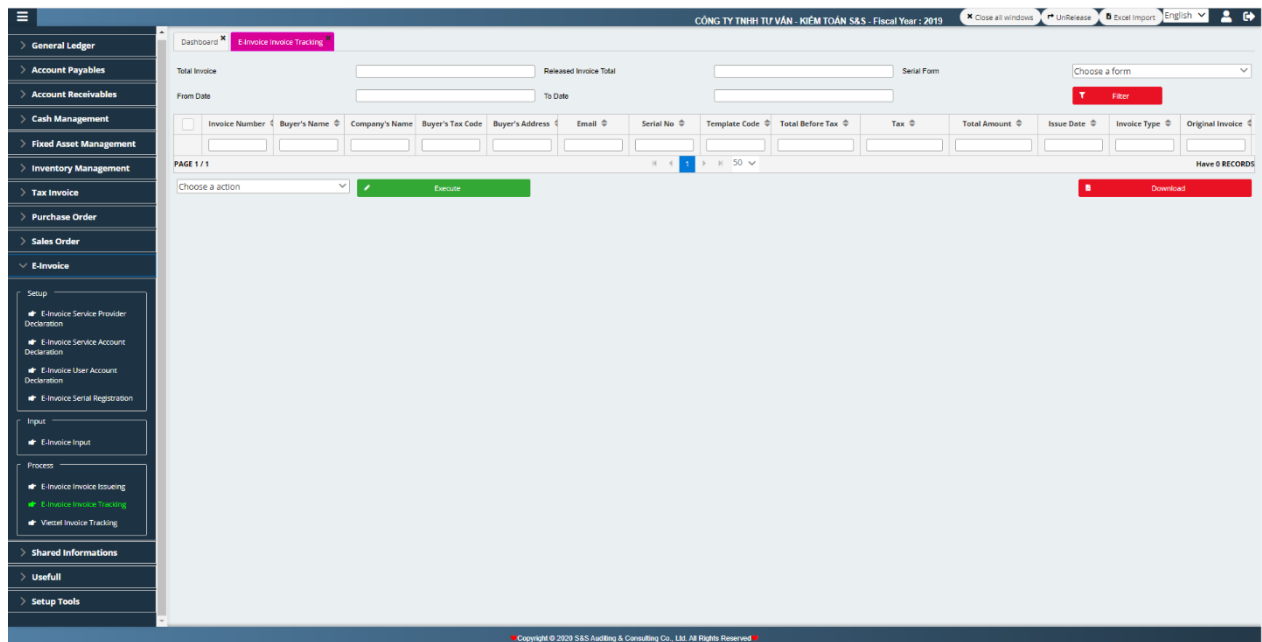 CÔNG TY TNHH TƯ VẤN - KIỂM TOÁN S&S - Fiscal Year : 2019
Close all windows
UnRelease
Excel Import
English
General Ledger
Account Payables
Account Receivables
Cash Management
Fixed Asset Management
Inventory Management
Tax Invoice
Purchase Order
Sales Order
E-Invoice
Setup
E-Invoice Service Provider
Declaration
E-Invoice Service Account
Declaration
E-Invoice User Account
Declaration
E-Invoice Serial Registration
Input
E-Invoice Input
Process
E-Invoice Invoice Issueing
E-Invoice Invoice Tracking
Viettel Invoice Tracking
Shared Informations
Usefull
Setup Tools
Dashboard
E-Invoice Invoice Tracking
Total Invoice
Released Invoice Total
Serial Form
Choose a form
From Date
To Date
Filter
Invoice Number Buyer's Name Company's Name Buyer's Tax Code Buyer's Address Email Serial No Template Code Total Before Tax Tax Total Amount Issue Date Invoice Type Original Invoice
PAGE 1 / 1
1
50
Have 0 RECORDS
Choose a action
Execute
Download
Copyright © 2020 S&S Auditing & Consulting Co., Ltd. All Rights Reserved